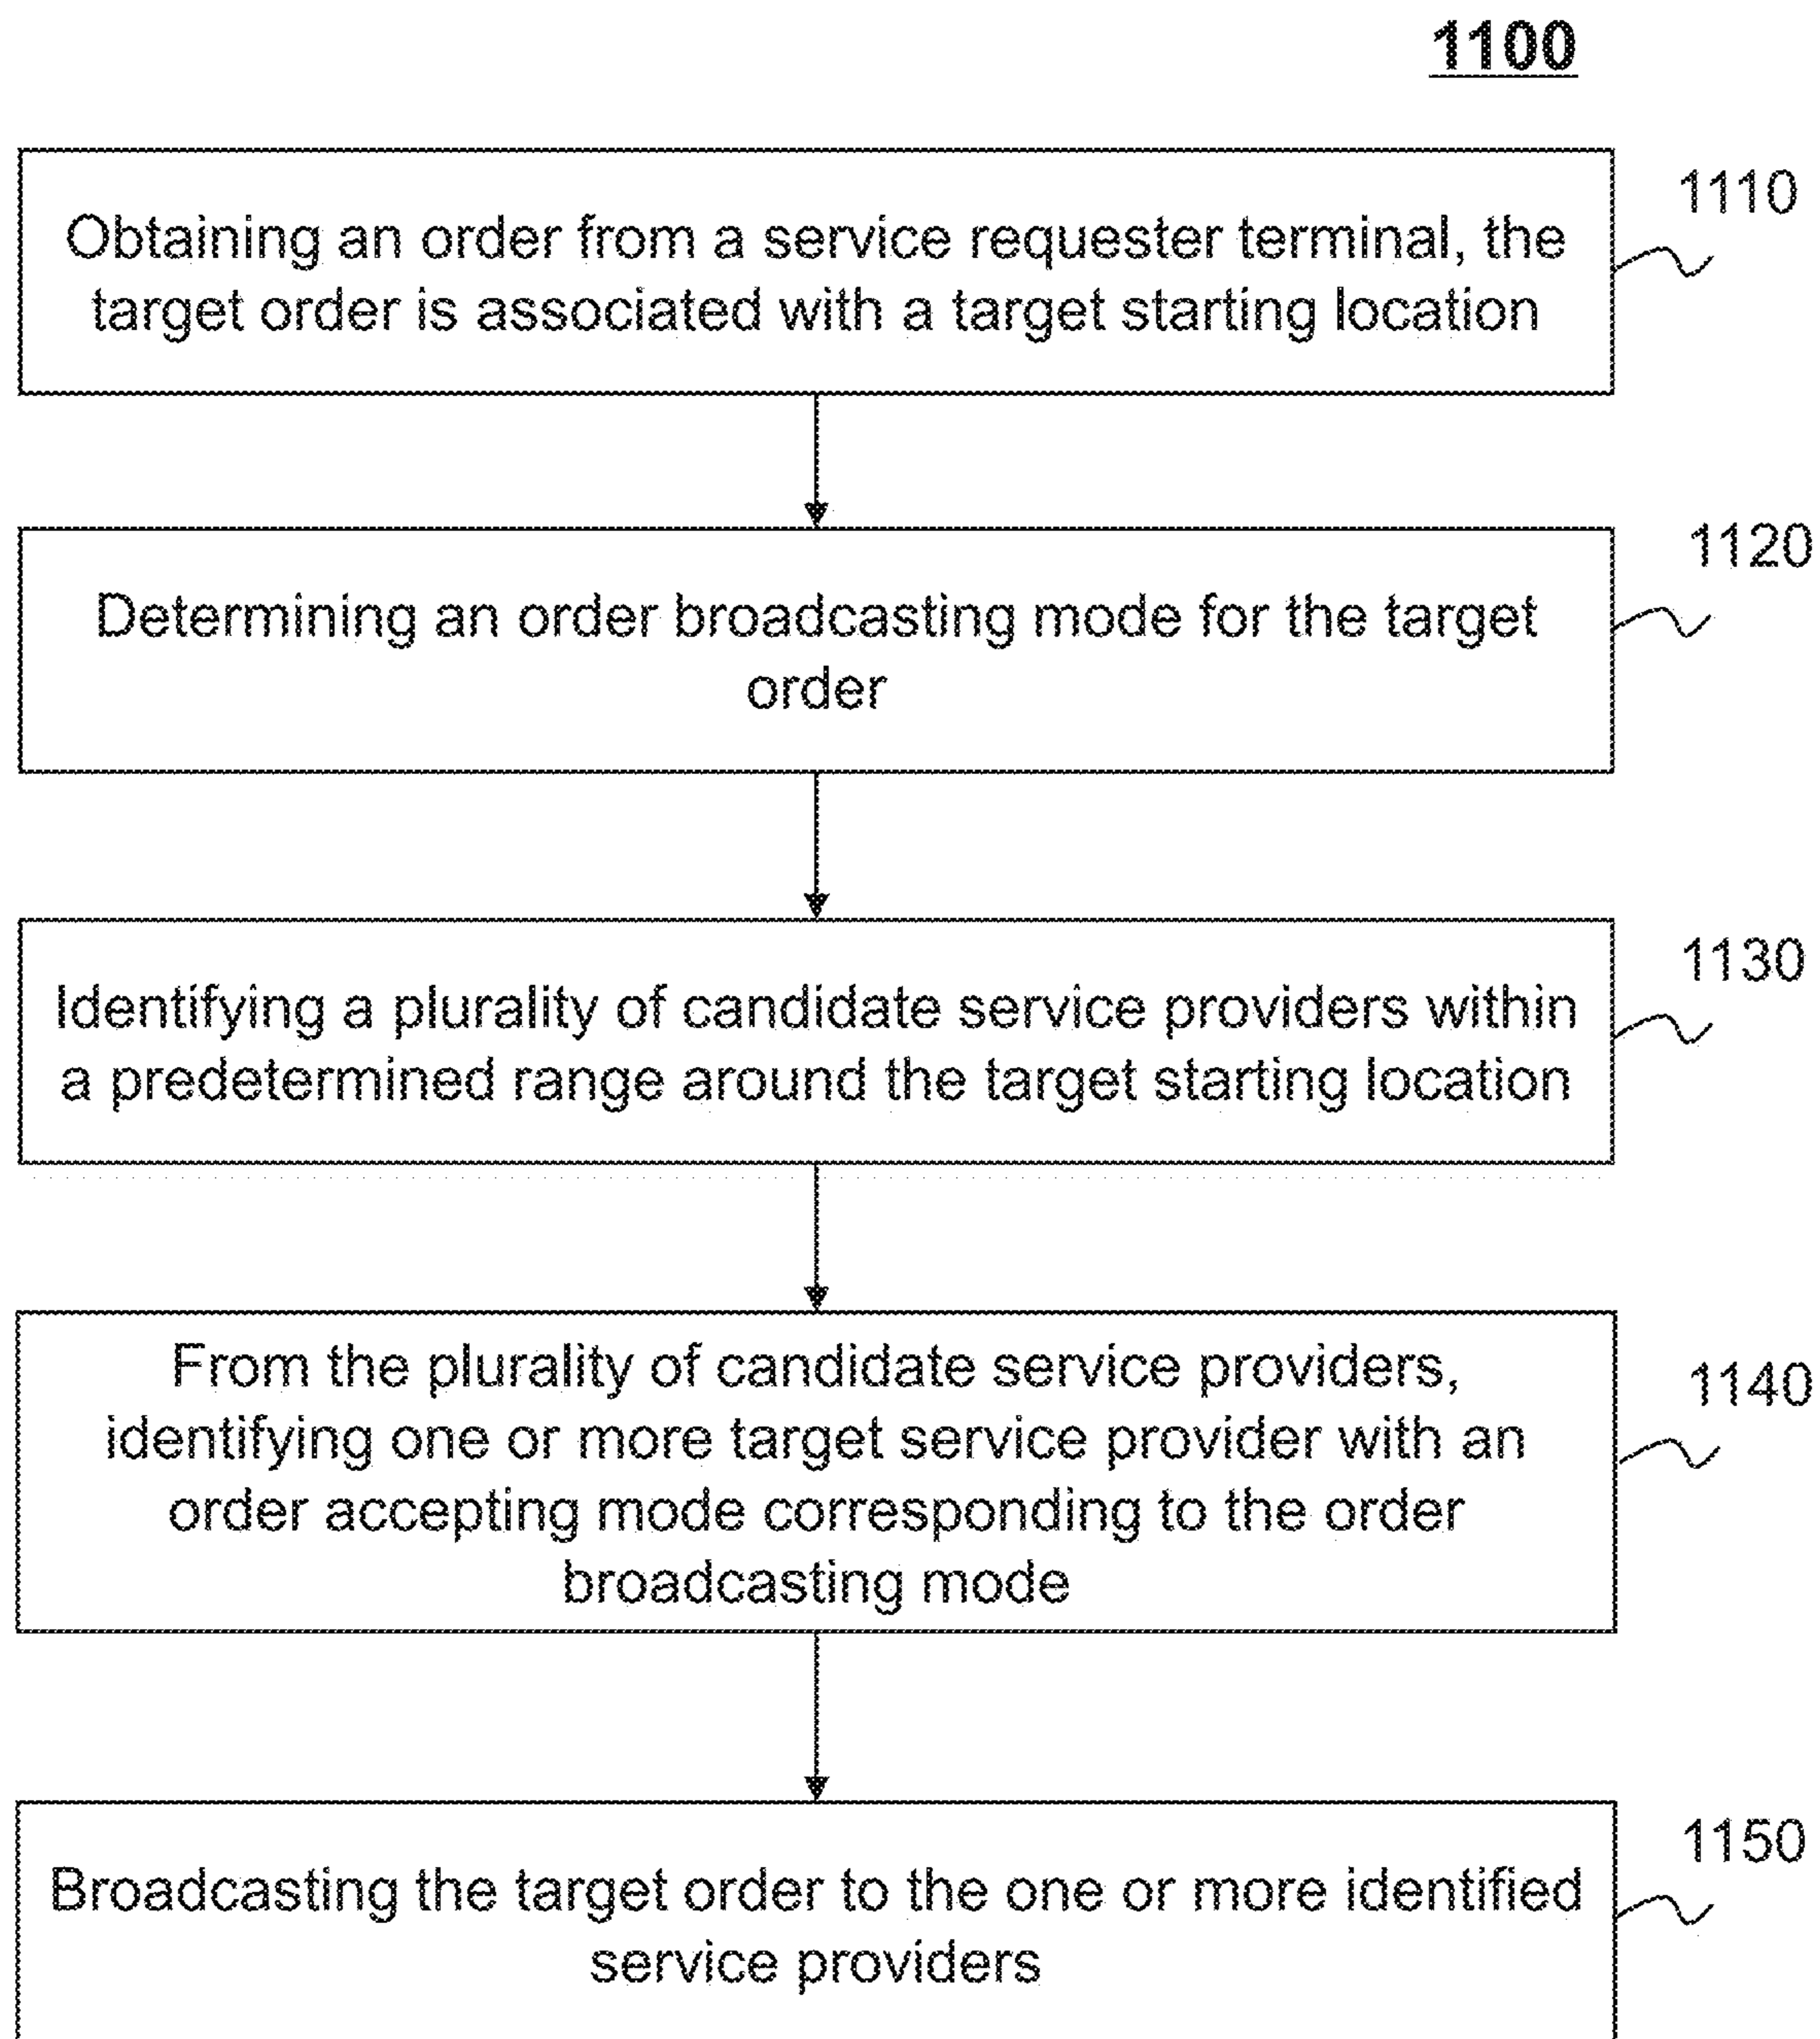 1100
Obtaining an order from a service requester terminal, the
target order is associated with a target starting location
1110
Determining an order broadcasting mode for the target
order
1120
Identifying a plurality of candidate service providers within
a predetermined range around the target starting location
1130
From the plurality of candidate service providers,
identifying one or more target service provider with an
order accepting mode corresponding to the order
broadcasting mode
1140
Broadcasting the target order to the one or more identified
service providers
1150